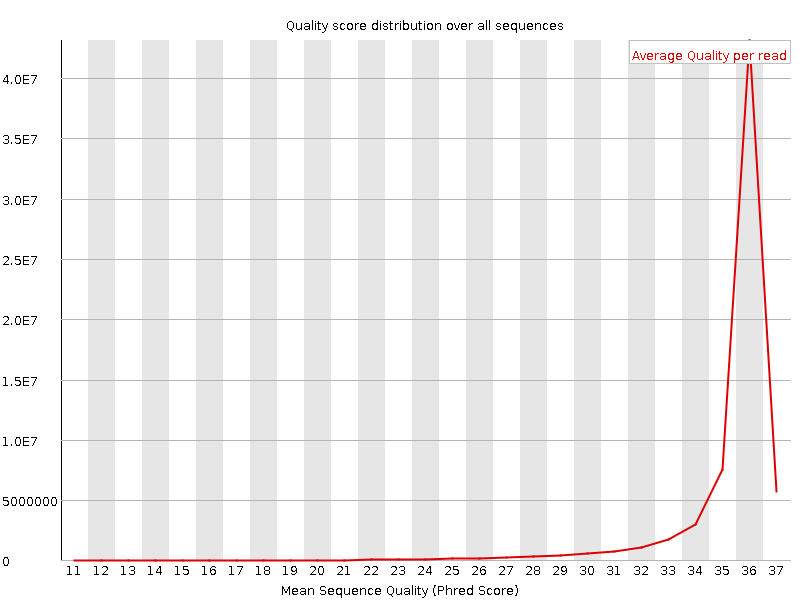 Quality score distribution over all sequences
Average Quality per read
4.0E7
3.5E7
3.0E7
2.5E7
2.0E7
1.5E7
1.0E7
5000000
0
11 12 13 14 15 16 17 18 19 20 21 22 23 24 25 26 27 28 29 30 31 32 33 34 35 36 37
Mean Sequence Quality (Phred Score)